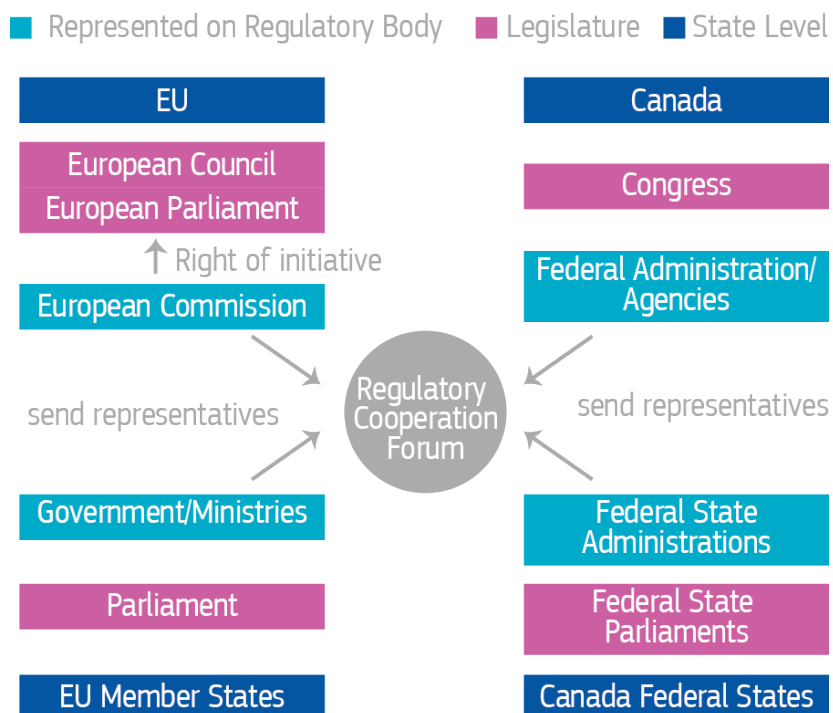 Represented on Regulatory Body Legislature State Level
EU
Canada
European Council
European Parliament
Congress
Right of initiative
Federal Administration/
Agencies
European Commission
Regulatory
Cooperation
Forum
send representatives
send representatives
Government/Ministries
Federal State
Administrations
Parliament
Federal State
Parliaments
EU Member States
Canada Federal States